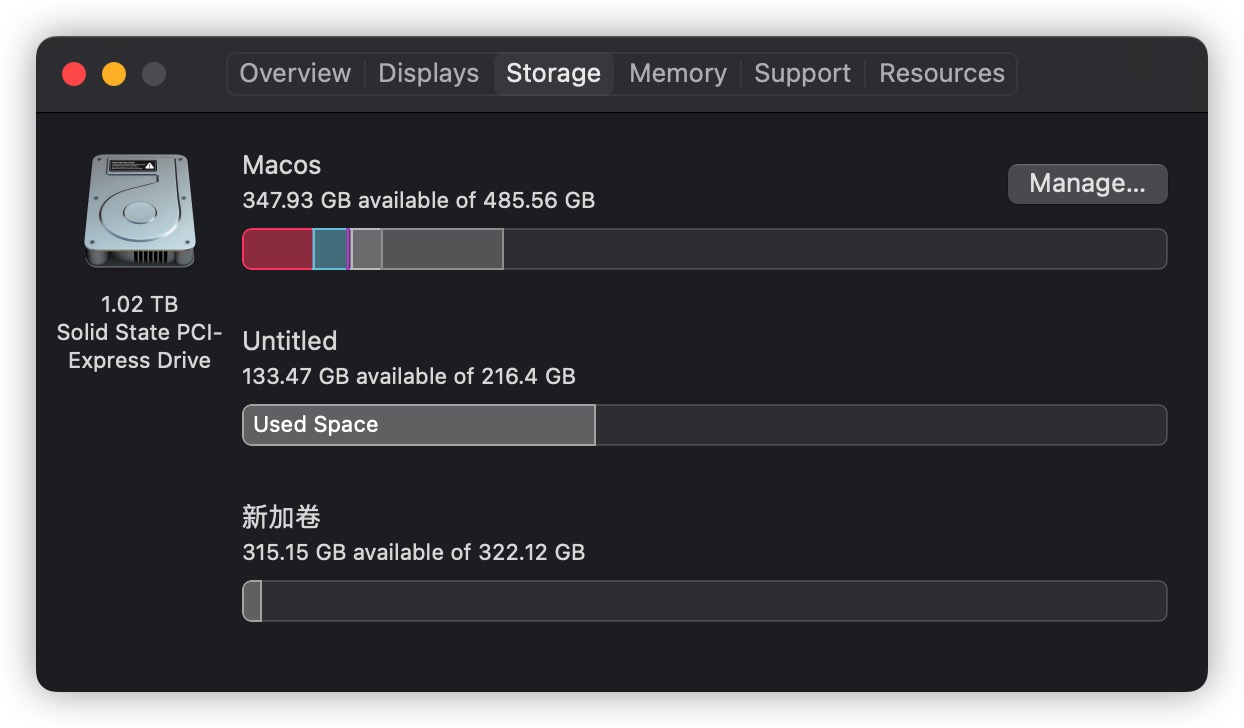 Overview Displays Storage Memory Support Resources
Macos
347.93 GB available of 485.56 GB
Manage...
1.02 TB
Solid State PCI-
Express Drive
Untitled
133.47 GB available of 216.4 GB
Used Space
新加卷
315.15 GB available of 322.12 GB